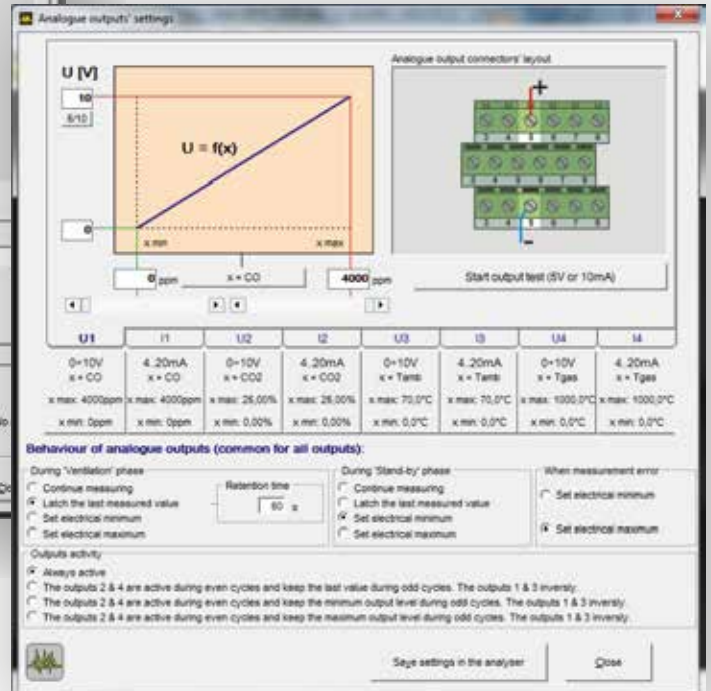 Analogue outputs' settings
Analogue output connectors' layout
U [V]
10
5/10
U = f(x)
0
x min
x max
0 ppm
x = CO
4000 ppm
Start output test (5V or 10mA)
U1 I1 U2 I2 U3 I3 U4 I4
0÷10V 4..20mA 0÷10V 4..20mA 0÷10V 4..20mA 0÷10V 4..20mA
x = CO x = CO x = CO2 x = CO2 x = Tamb x = Tamb x = Tgas x = Tgas
x max: 4000ppm x max: 4000ppm x max: 26,00% x max: 26,00% x max: 70,0°C x max: 70,0°C x max: 1000,0°C x max: 1000,0°C
x min: 0ppm x min: 0ppm x min: 0,00% x min: 0,00% x min: 0,0°C x min: 0,0°C x min: 0,0°C x min: 0,0°C
Behaviour of analogue outputs (common for all outputs):
During 'Ventilation' phase
Continue measuring
Latch the last measured value
Set electrical minimum
Set electrical maximum
Retention time
60 s
During 'Stand-by' phase
Continue measuring
Latch the last measured value
Set electrical minimum
Set electrical maximum
When measurement error
Set electrical minimum
Set electrical maximum
Outputs activity
Always active
The outputs 2 & 4 are active during even cycles and keep the last value during odd cycles. The outputs 1 & 3 inversly.
The outputs 2 & 4 are active during even cycles and keep the minimum output level during odd cycles. The outputs 1 & 3 inversly.
The outputs 2 & 4 are active during even cycles and keep the maximum output level during odd cycles. The outputs 1 & 3 inversly.
Save settings in the analyser
Close